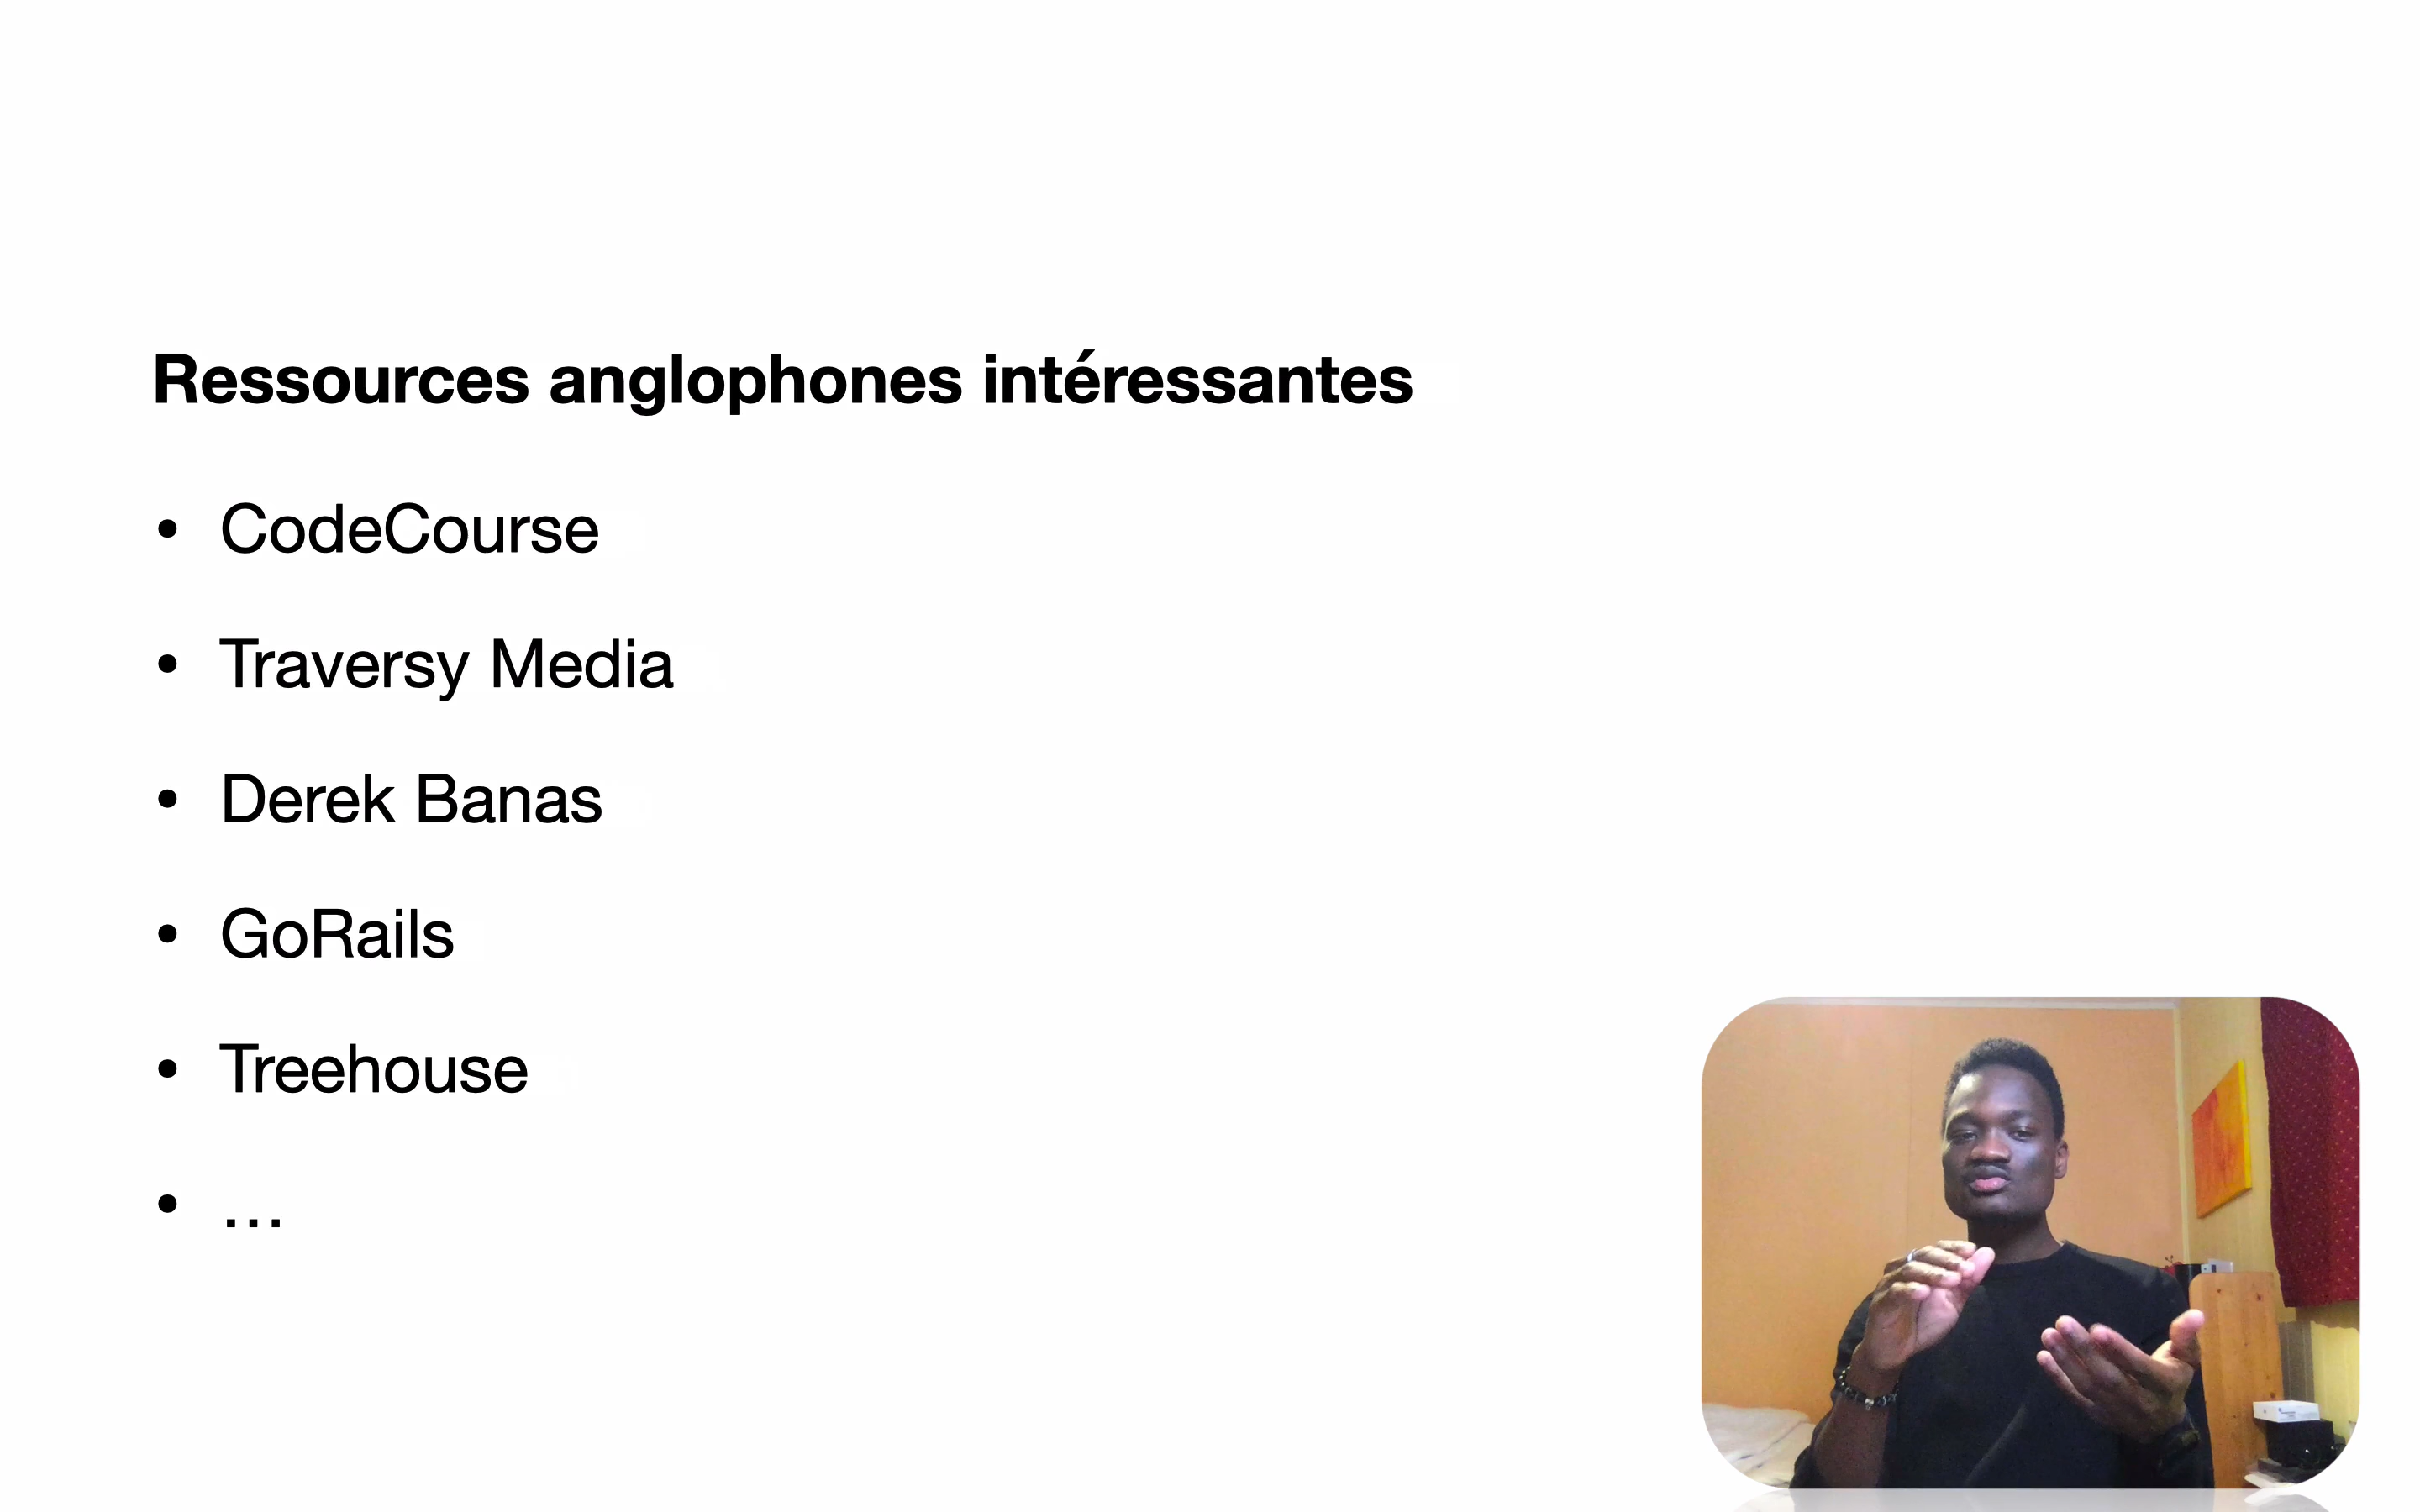 Ressources anglophones intéressantes
• CodeCourse
• Traversy Media
• Derek Banas
• GoRails
• Treehouse
• …